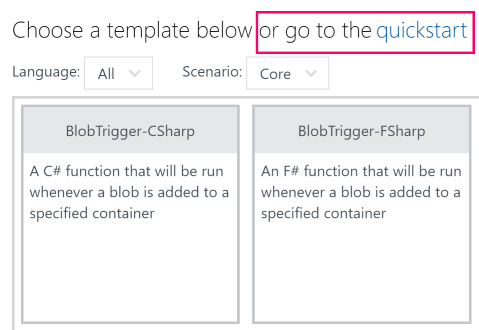 Choose a template below or go to the quickstart
Language: All Scenario: Core
BlobTrigger-CSharp BlobTrigger-FSharp
A C# function that will be run
whenever a blob is added to a
specified container
An F# function that will be run
whenever a blob is added to a
specified container